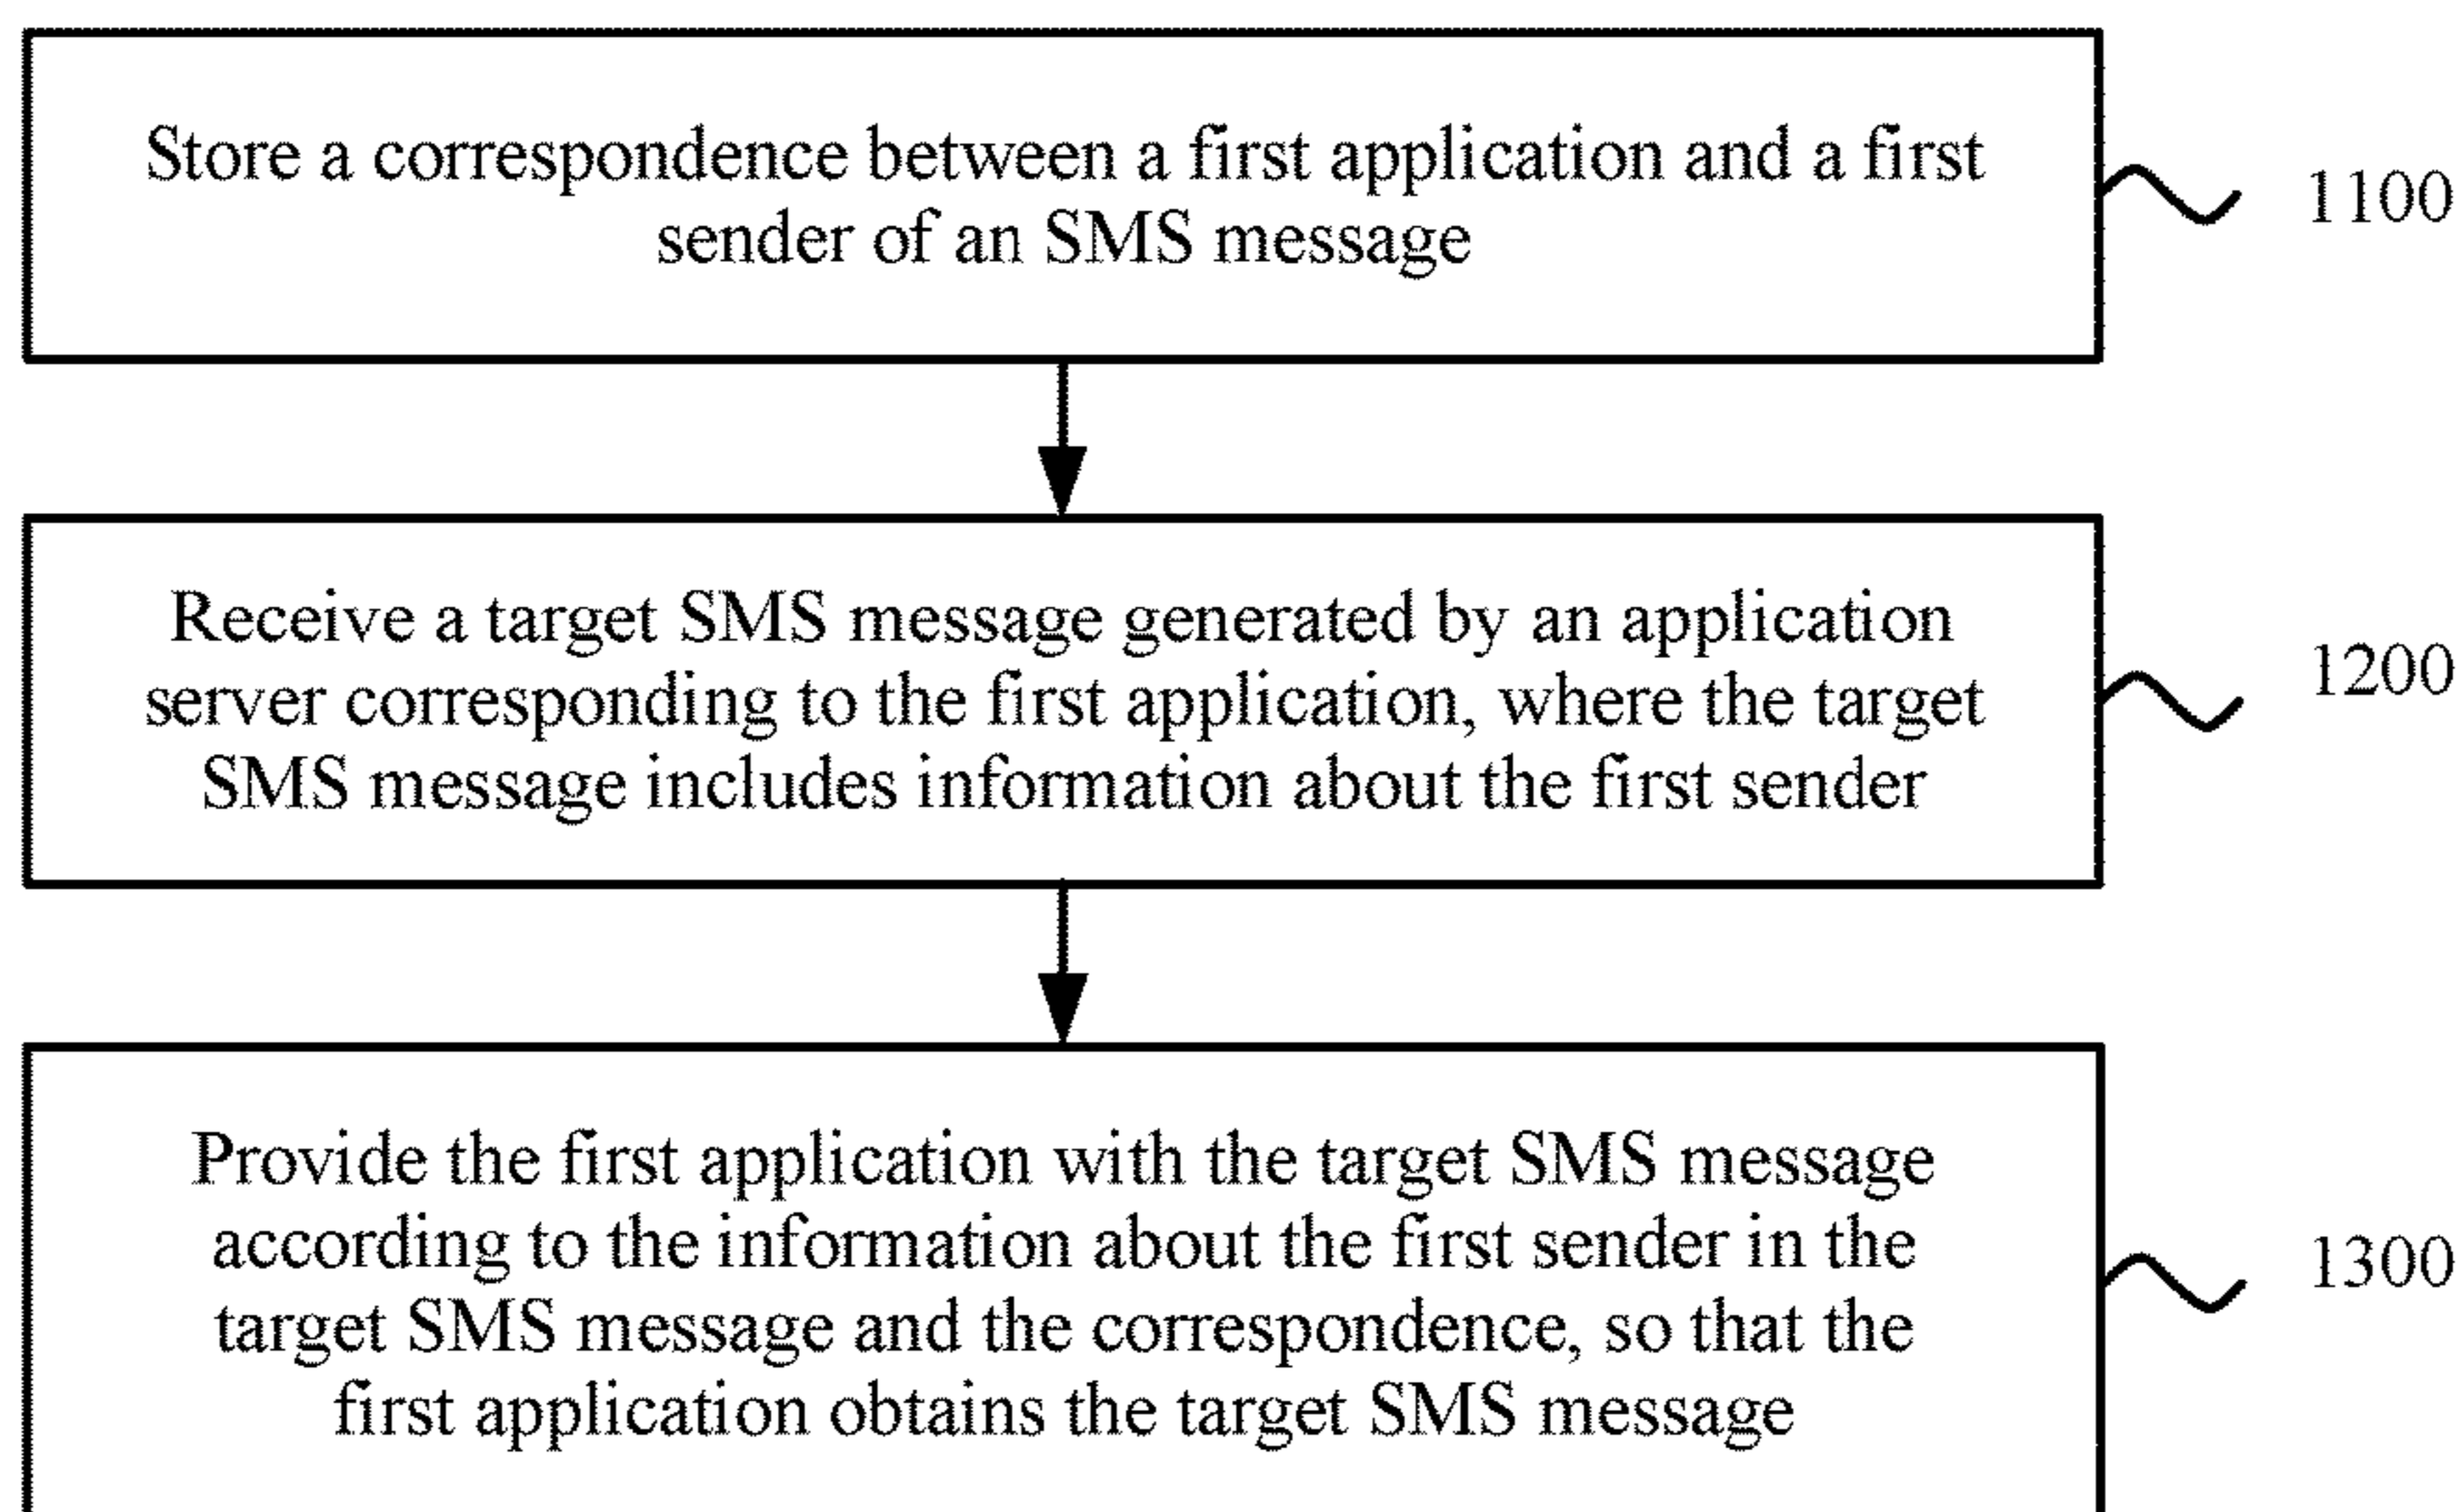 Store a correspondence between a first application and a first
sender of an SMS message
1100
Receive a target SMS message generated by an application
server corresponding to the first application, where the target
SMS message includes information about the first sender
1200
Provide the first application with the target SMS message
according to the information about the first sender in the
target SMS message and the correspondence, so that the
first application obtains the target SMS message
1300